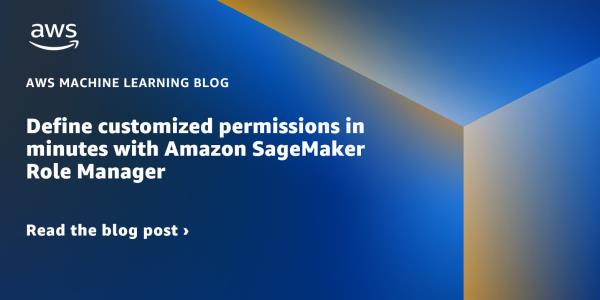 aws
AWS MACHINE LEARNING BLOG
Define customized permissions in
minutes with Amazon SageMaker
Role Manager
Read the blog post ›